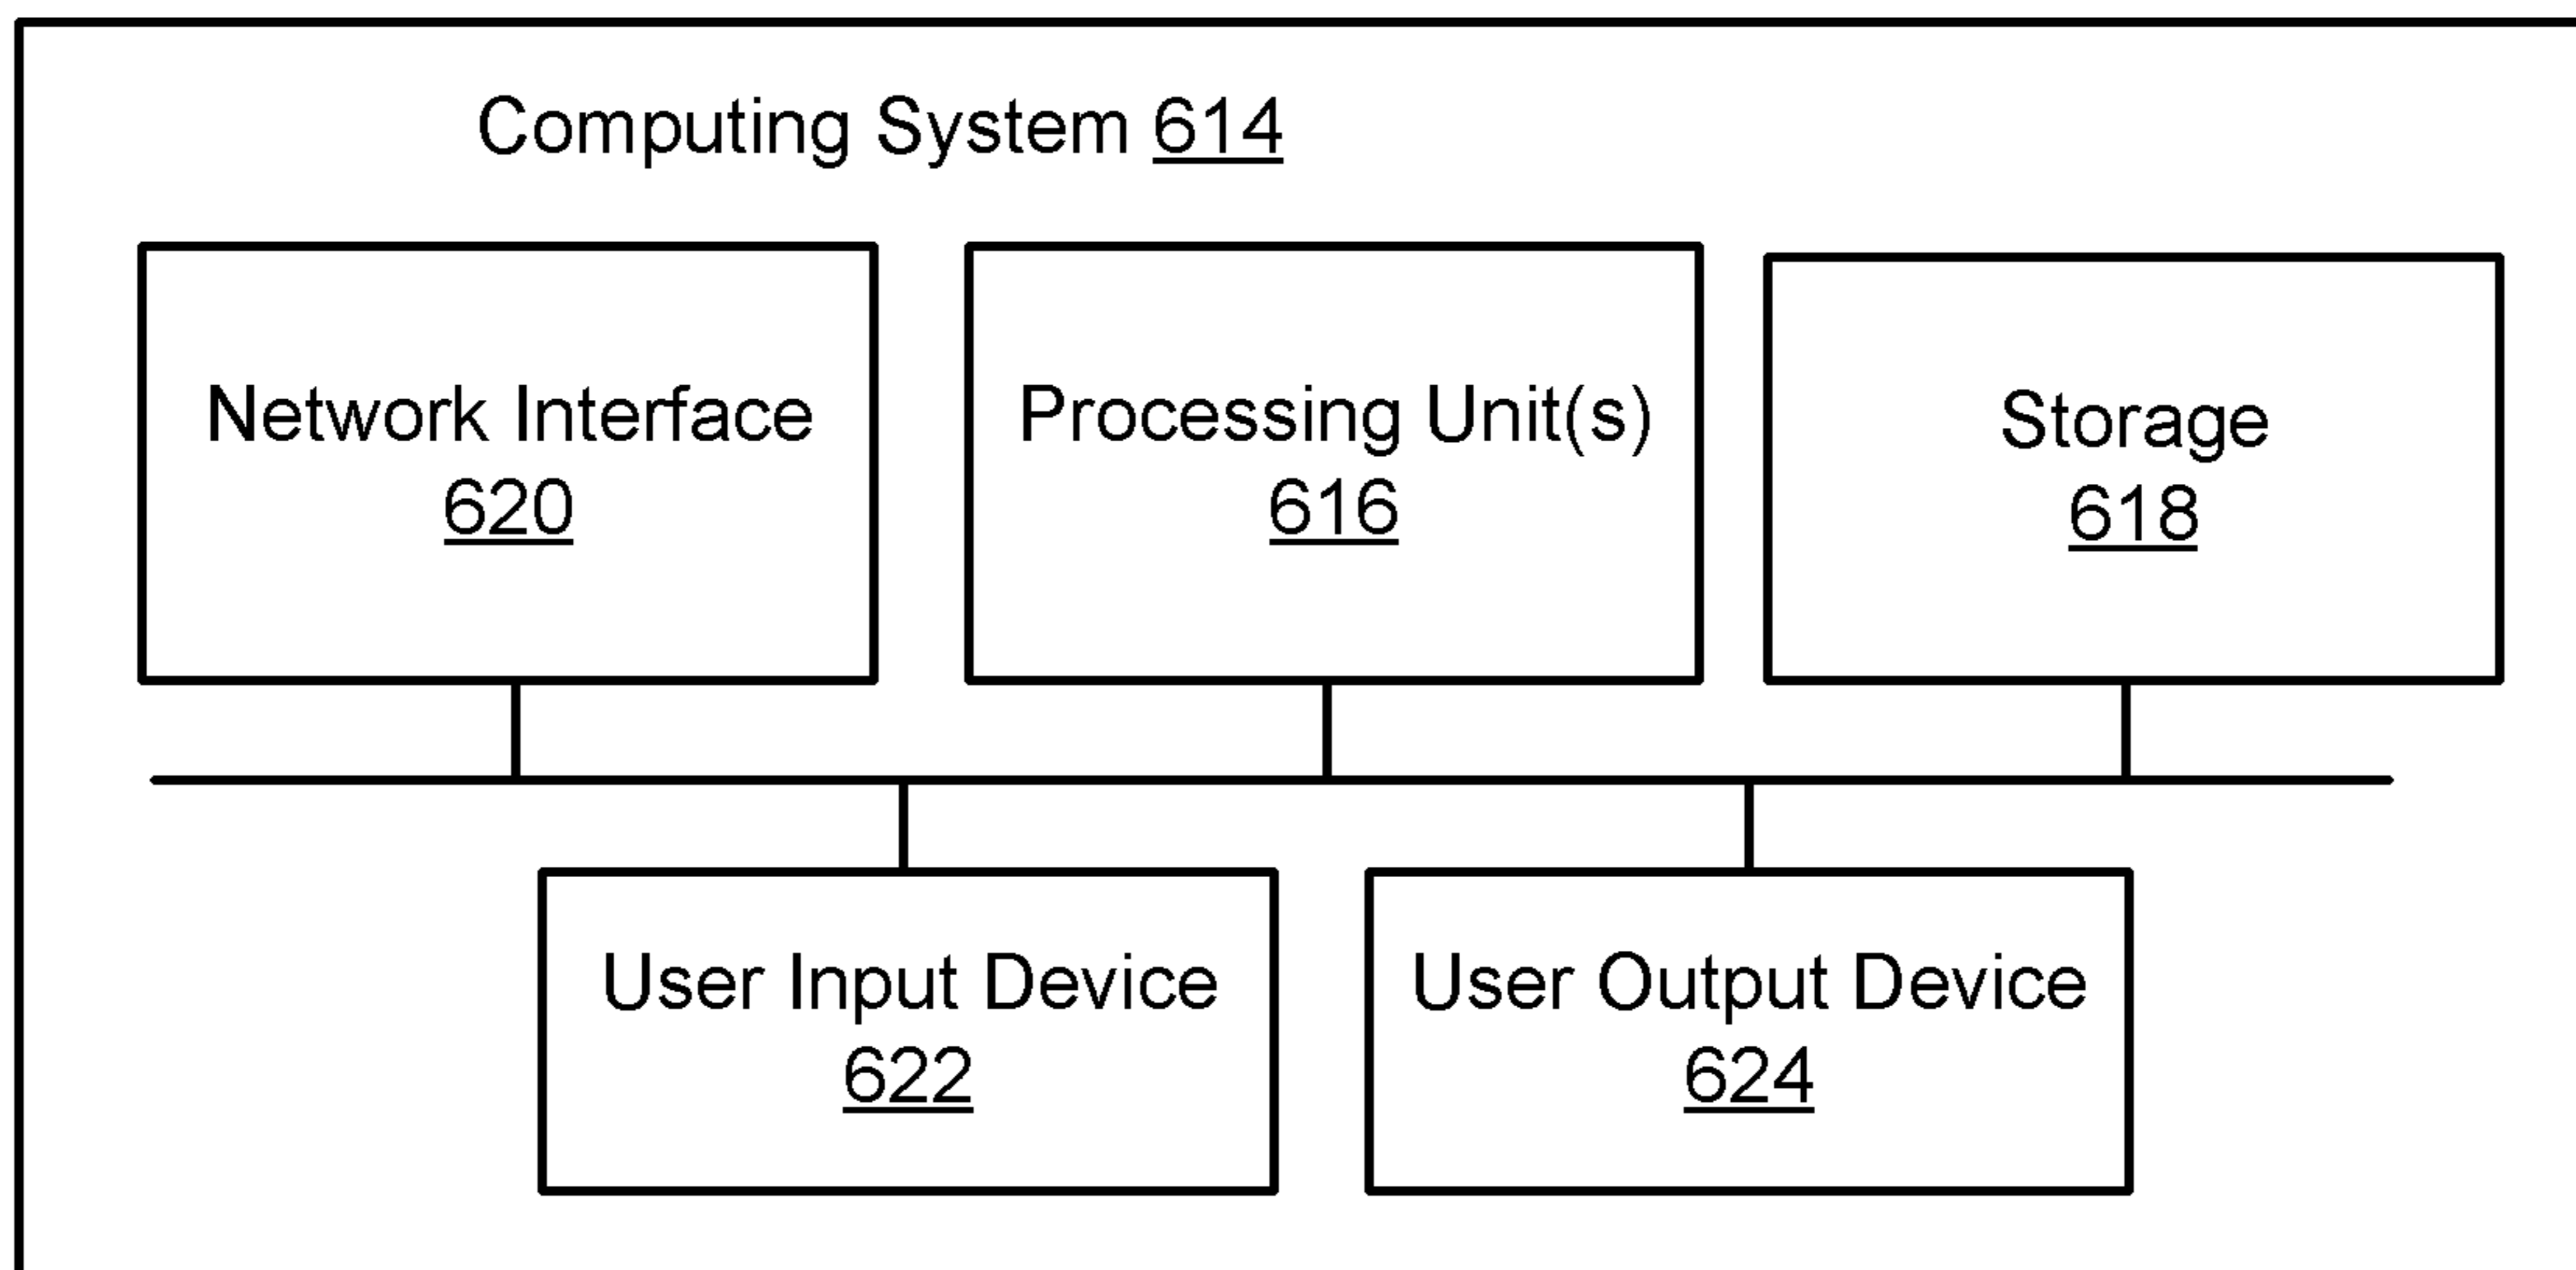 Computing System 614
Network Interface
620
Processing Unit(s)
616
Storage
618
User Input Device
622
User Output Device
624